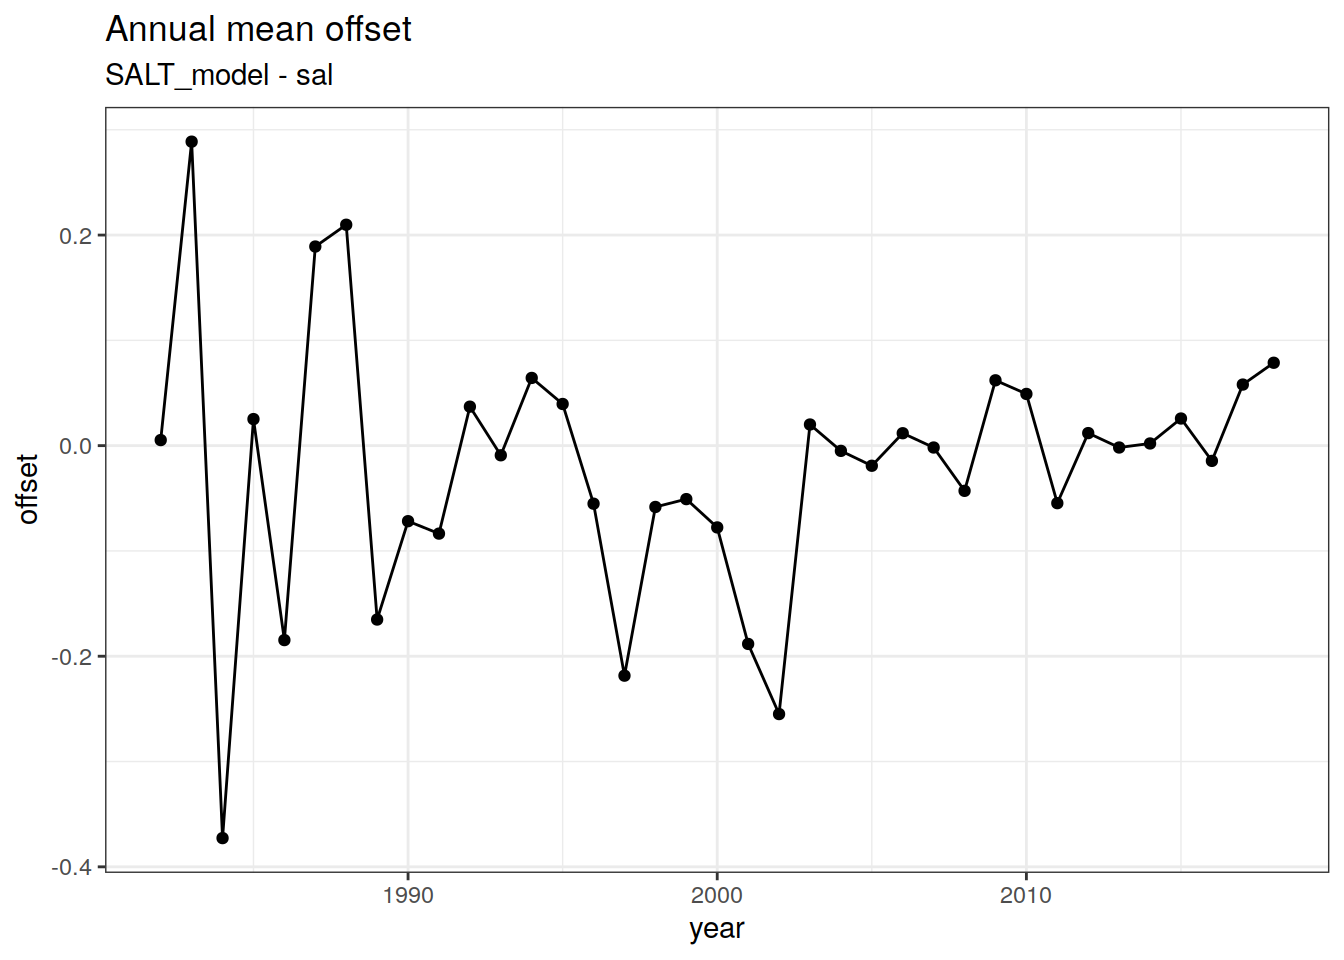 Annual mean offset
SALT_model - sal
0.2
0.0
-0.2
-0.4
offset
1990 2000 2010
year